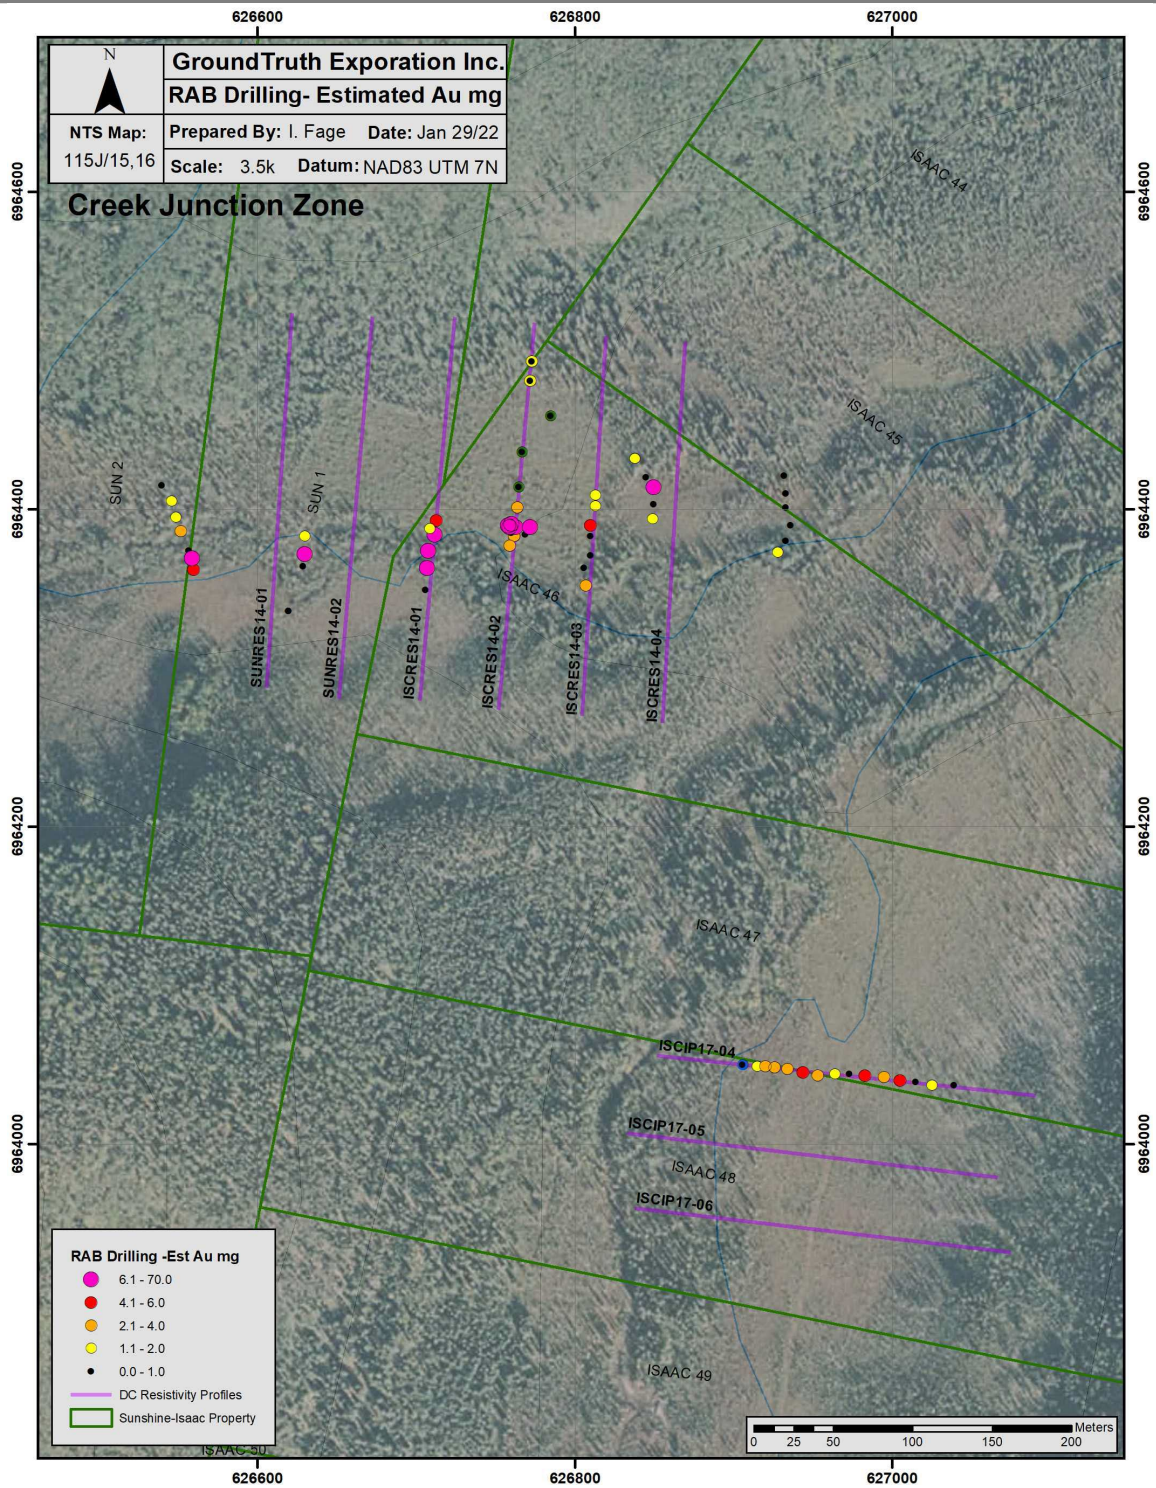 626600 626800 627000
N
GroundTruth Exporation Inc.
RAB Drilling- Estimated Au mg
NTS Map:
115J/15,16
Prepared By: I. Fage Date: Jan 29/22
Scale: 3.5k Datum: NAD83 UTM 7N
Creek Junction Zone
6964600 6964600
ISAAC 44
ISAAC 45
SUN 2
SUN 1
6964400 6964400
ISAAC 46
SUNRES14-01
SUNRES14-02
ISCRES14-01
ISCRES14-02
ISCRES14-03
ISCRES14-04
6964200 6964200
ISAAC 47
ISCIP17-04
ISCIP17-05
6964000 6964000
ISAAC 48
ISCIP17-06
RAB Drilling -Est Au mg
6.1 - 70.0
4.1 - 6.0
2.1 - 4.0
1.1 - 2.0
0.0 - 1.0
DC Resistivity Profiles
Sunshine-Isaac Property
ISAAC 49
ISAAC 50
Meters
0 25 50 100 150 200
626600 626800 627000